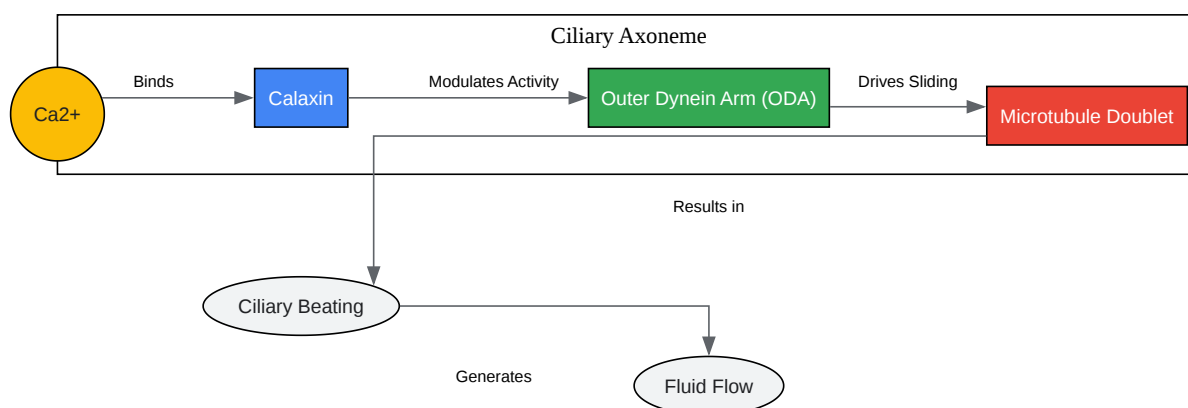 Ciliary Axoneme
Ca2+
Binds
Calaxin
Modulates Activity
Outer Dynein Arm (ODA)
Drives Sliding
Microtubule Doublet
Results in
Ciliary Beating
Generates
Fluid Flow